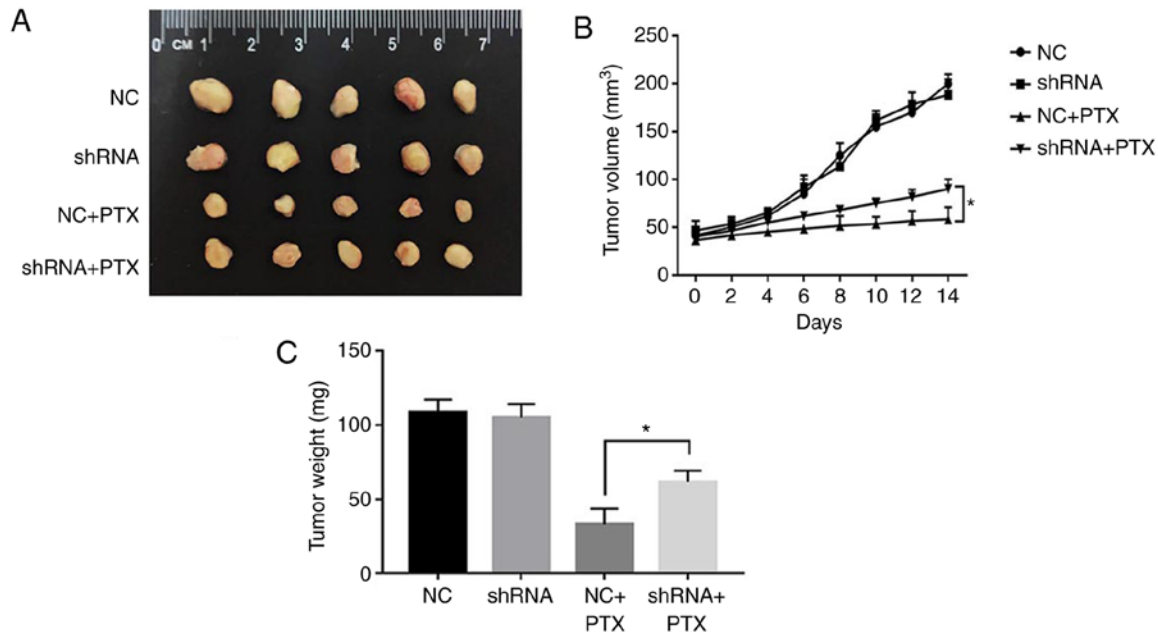 A
0 CM 1 2 3 4 5 6 7
NC
shRNA
NC+PTX
shRNA+PTX
B
250
200
150
100
50
0
Tumor volume (mm³)
0 2 4 6 8 10 12 14
Days
NC
shRNA
NC+PTX
shRNA+PTX
*
C
150
100
50
0
Tumor weight (mg)
*
NC shRNA NC+ shRNA+
PTX PTX